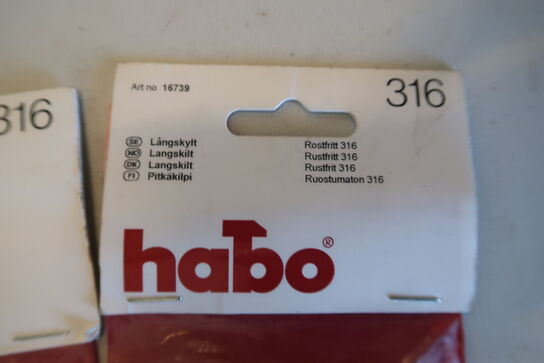 316
Art no 16739
316
SE Långskylt Rostfritt 316
NO Langskilt Rustfritt 316
DK Langskilt Rustfrit 316
FI Pitkäkilpi Ruostumaton 316
habo®